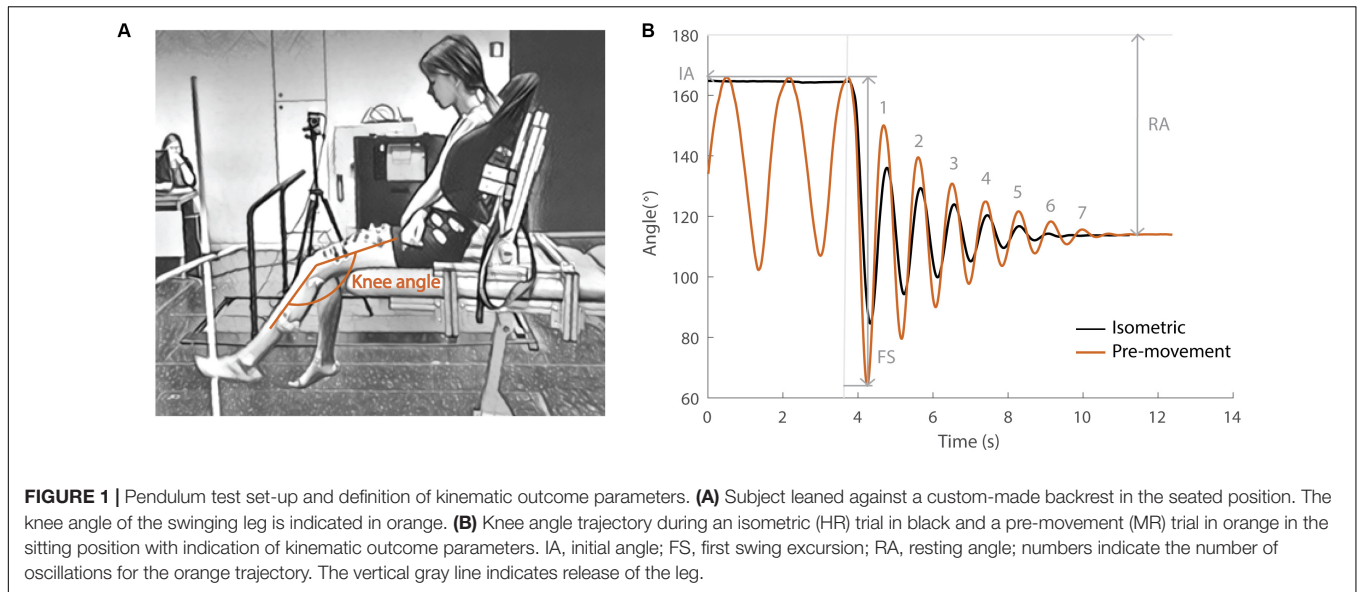 A
Knee angle
B
180
IA
160
140
120
100
80
60
Angle(°)
0 2 4 6 8 10 12 14
Time (s)
1
2
3
4
5
6
7
FS
RA
Isometric
Pre-movement
FIGURE 1 | Pendulum test set-up and definition of kinematic outcome parameters. (A) Subject leaned against a custom-made backrest in the seated position. The
knee angle of the swinging leg is indicated in orange. (B) Knee angle trajectory during an isometric (HR) trial in black and a pre-movement (MR) trial in orange in the
sitting position with indication of kinematic outcome parameters. IA, initial angle; FS, first swing excursion; RA, resting angle; numbers indicate the number of
oscillations for the orange trajectory. The vertical gray line indicates release of the leg.